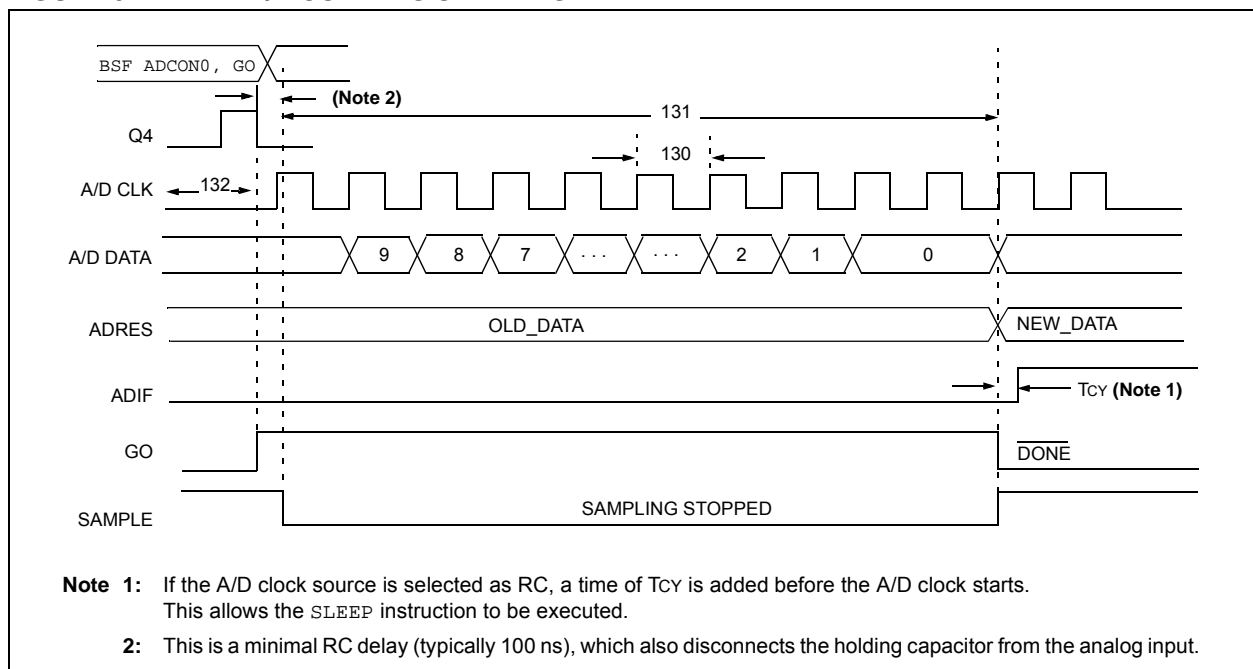 BSF ADCON0, GO
(Note 2)
131
Q4
130
A/D CLK
132
A/D DATA
9 8 7 . . . . . . 2 1 0
ADRES
OLD_DATA
NEW_DATA
ADIF
TCY (Note 1)
GO
DONE
SAMPLE
SAMPLING STOPPED
Note 1: If the A/D clock source is selected as RC, a time of TCY is added before the A/D clock starts.
This allows the SLEEP instruction to be executed.
2: This is a minimal RC delay (typically 100 ns), which also disconnects the holding capacitor from the analog input.